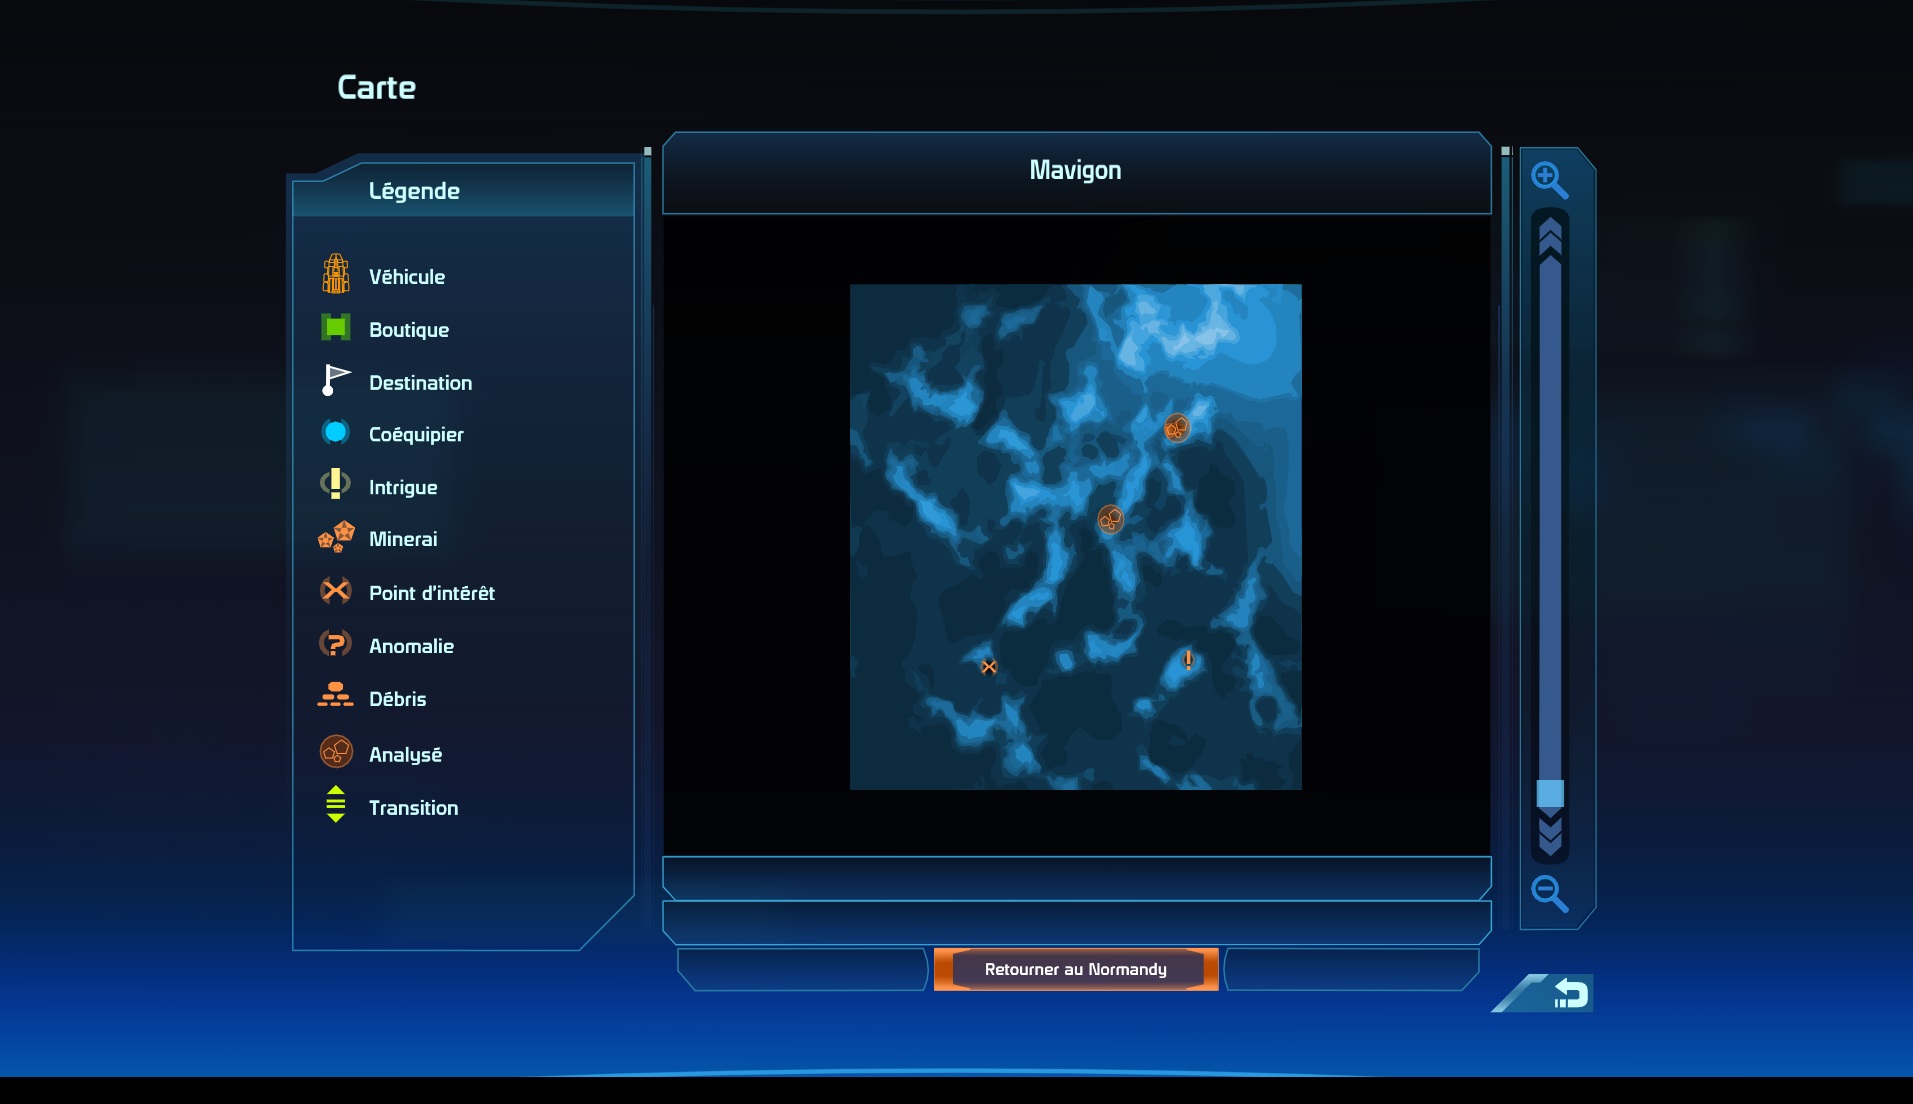 Carte
Légende
Véhicule
Boutique
Destination
Coéquipier
Intrigue
Minerai
Point d'intérêt
Anomalie
Débris
Analysé
Transition
Mavigon
Retourner au Normandy